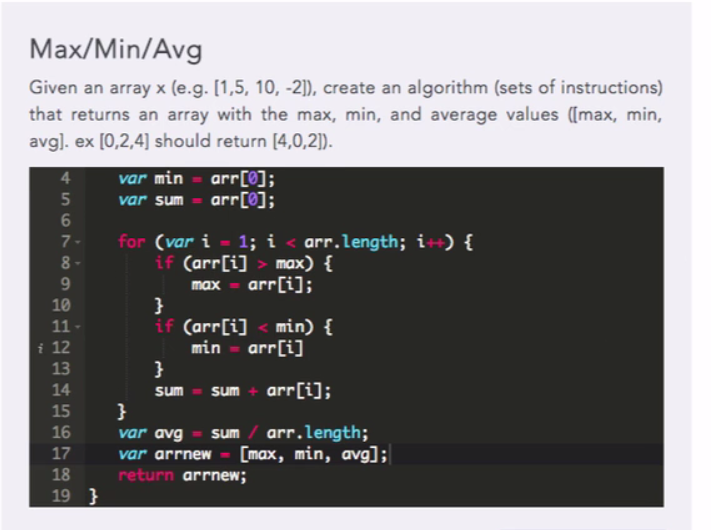 Max/Min/Avg
Given an array x (e.g. [1,5, 10, -2]), create an algorithm (sets of instructions)
that returns an array with the max, min, and average values ([max, min,
avg]. ex [0,2,4] should return [4,0,2]).
4 var min = arr[0];
5 var sum = arr[0];
6
7 for (var i = 1; i < arr.length; i++) {
8 if (arr[i] > max) {
9 max = arr[i];
10 }
11 if (arr[i] < min) {
i 12 min = arr[i]
13 }
14 sum = sum + arr[i];
15 }
16 var avg = sum / arr.length;
17 var arrnew = [max, min, avg];
18 return arrnew;
19 }